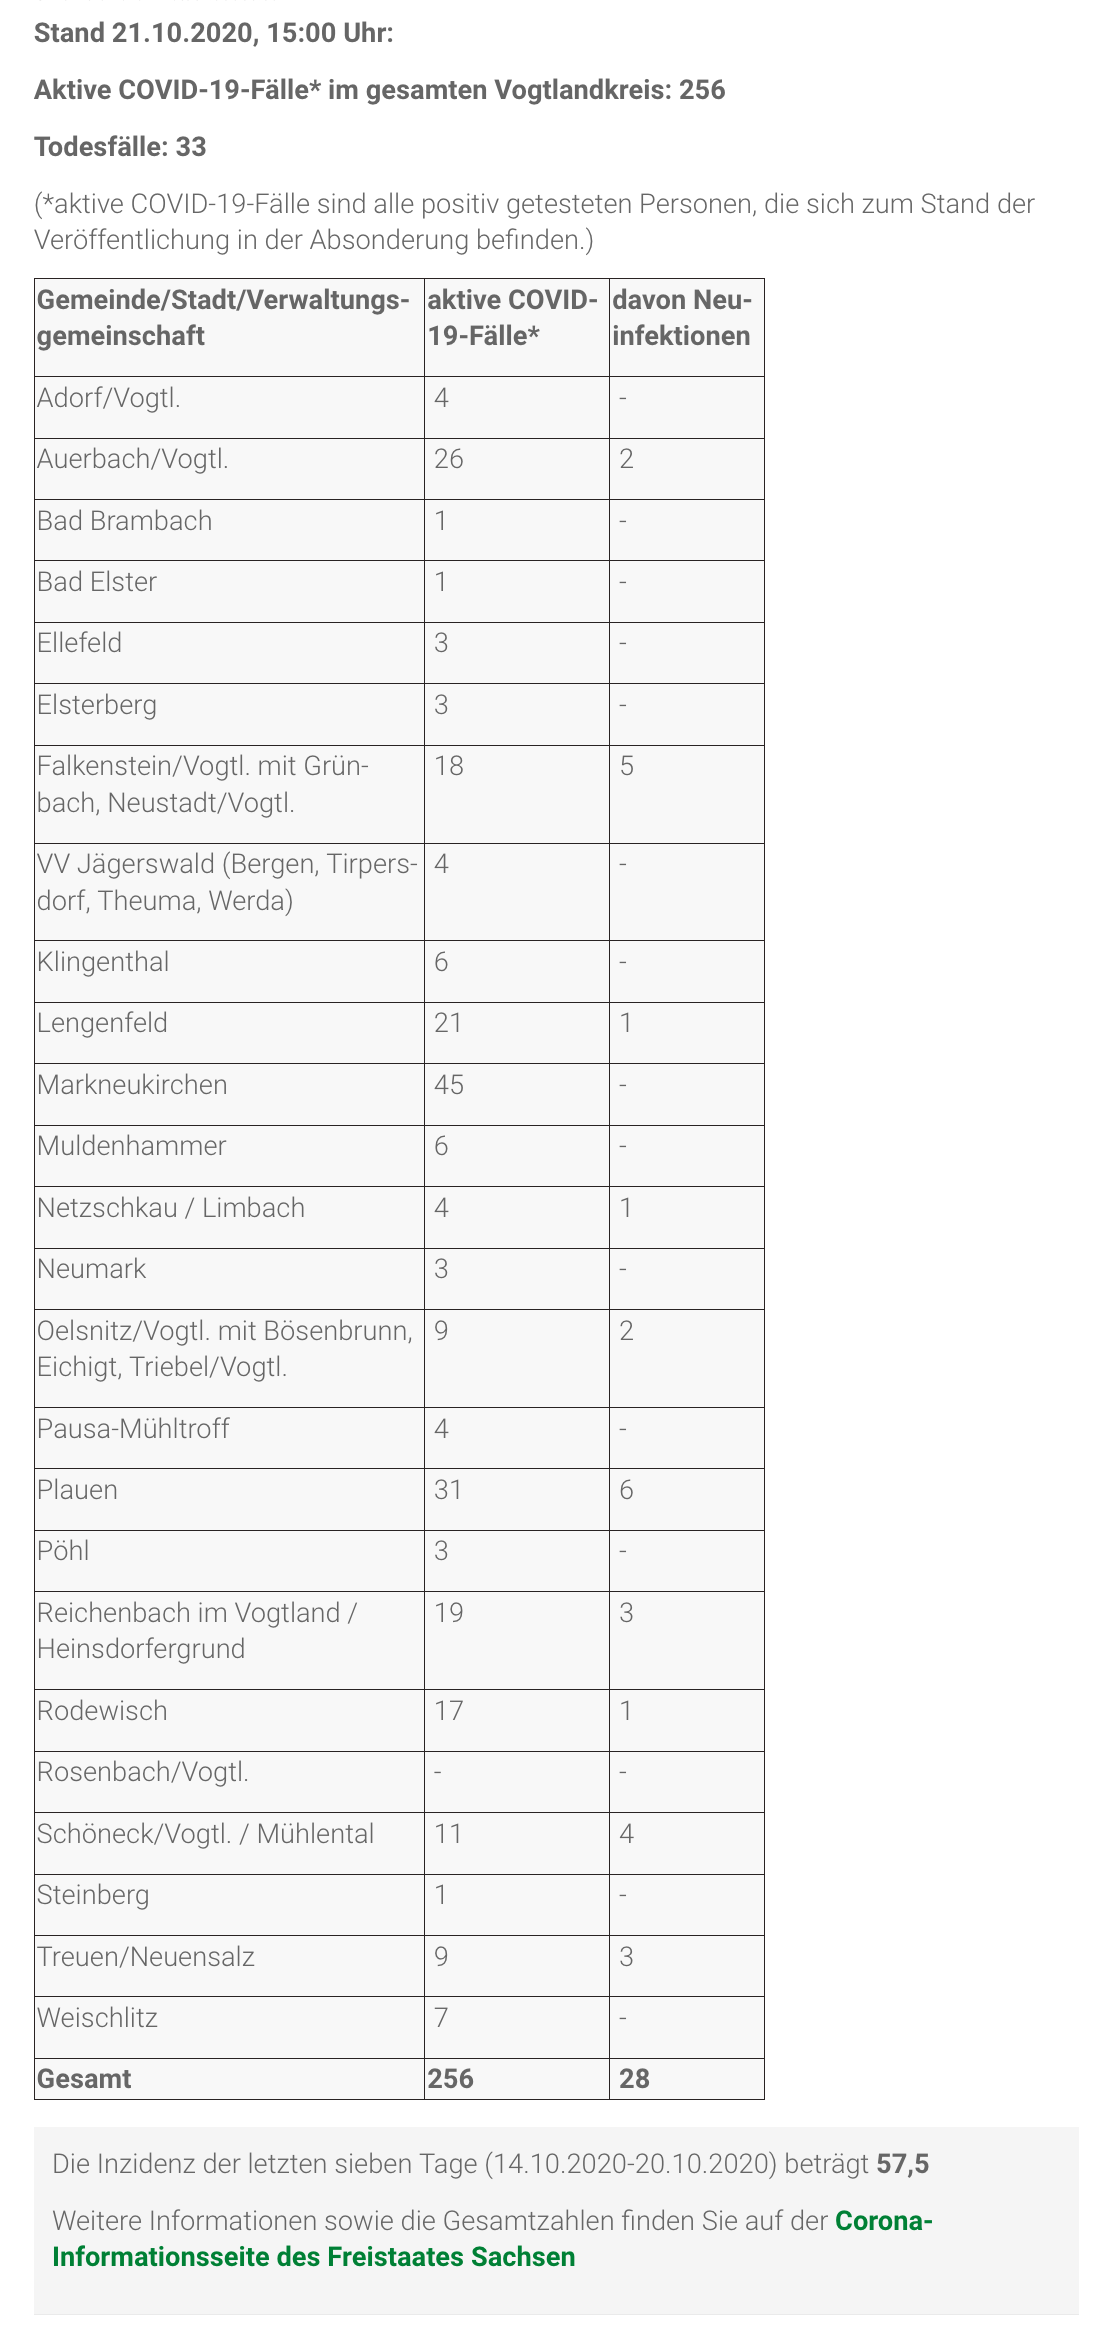 Stand 21.10.2020, 15:00 Uhr:
Aktive COVID-19-Fälle* im gesamten Vogtlandkreis: 256
Todesfälle: 33
(*aktive COVID-19-Fälle sind alle positiv getesteten Personen, die sich zum Stand der
Veröffentlichung in der Absonderung befinden.)
Gemeinde/Stadt/Verwaltungs- aktive COVID- davon Neu-
gemeinschaft 19-Fälle* infektionen
Adorf/Vogtl. 4 -
Auerbach/Vogtl. 26 2
Bad Brambach 1 -
Bad Elster 1 -
Ellefeld 3 -
Elsterberg 3 -
Falkenstein/Vogtl. mit Grün- 18 5
bach, Neustadt/Vogtl.
VV Jägerswald (Bergen, Tirpers- 4 -
dorf, Theuma, Werda)
Klingenthal 6 -
Lengenfeld 21 1
Markneukirchen 45 -
Muldenhammer 6 -
Netzschkau / Limbach 4 1
Neumark 3 -
Oelsnitz/Vogtl. mit Bösenbrunn, 9 2
Eichigt, Triebel/Vogtl.
Pausa-Mühltroff 4 -
Plauen 31 6
Pöhl 3 -
Reichenbach im Vogtland / 19 3
Heinsdorfergrund
Rodewisch 17 1
Rosenbach/Vogtl. - -
Schöneck/Vogtl. / Mühlental 11 4
Steinberg 1 -
Treuen/Neuensalz 9 3
Weischlitz 7 -
Gesamt 256 28
Die Inzidenz der letzten sieben Tage (14.10.2020-20.10.2020) beträgt 57,5
Weitere Informationen sowie die Gesamtzahlen finden Sie auf der Corona-
Informationsseite des Freistaates Sachsen